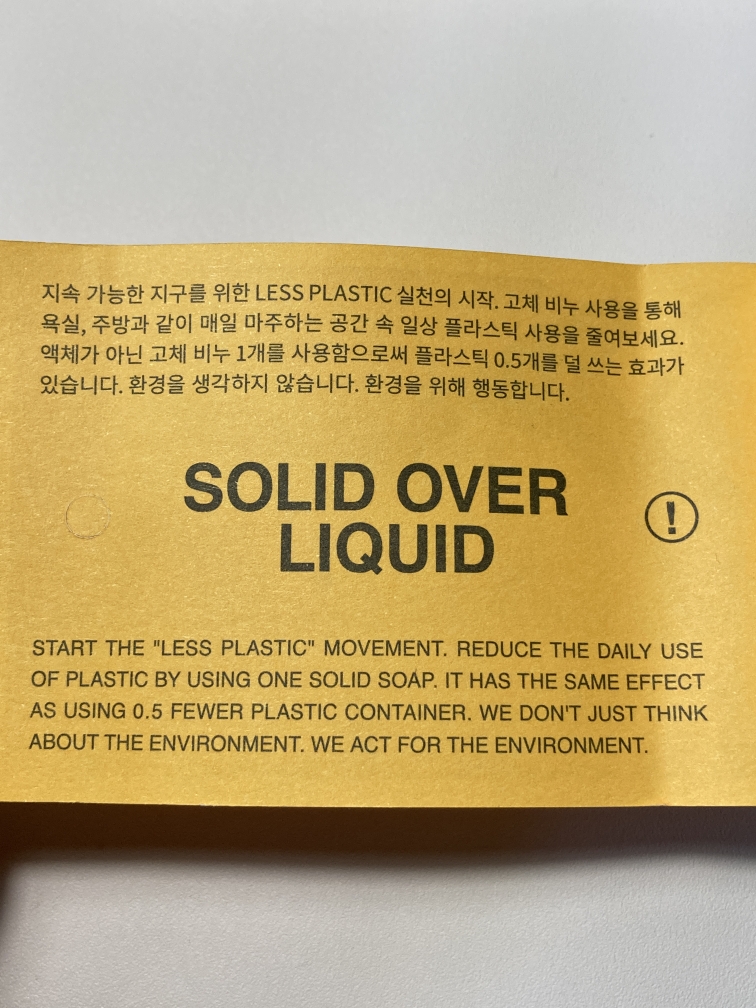 지속 가능한 지구를 위한 LESS PLASTIC 실천의 시작. 고체 비누 사용을 통해
욕실, 주방과 같이 매일 마주하는 공간 속 일상 플라스틱 사용을 줄여보세요.
액체가 아닌 고체 비누 1개를 사용함으로써 플라스틱 0.5개를 덜 쓰는 효과가
있습니다. 환경을 생각하지 않습니다. 환경을 위해 행동합니다.
SOLID OVER
LIQUID
!
START THE "LESS PLASTIC" MOVEMENT. REDUCE THE DAILY USE
OF PLASTIC BY USING ONE SOLID SOAP. IT HAS THE SAME EFFECT
AS USING 0.5 FEWER PLASTIC CONTAINER. WE DON'T JUST THINK
ABOUT THE ENVIRONMENT. WE ACT FOR THE ENVIRONMENT.